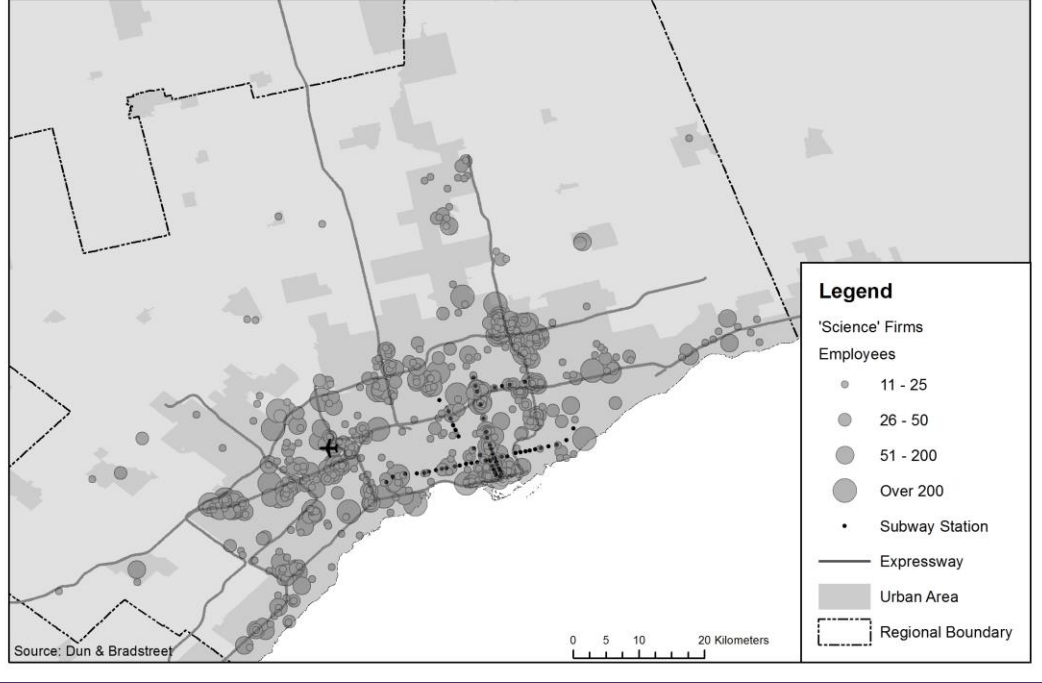 Legend
'Science' Firms
Employees
11 - 25
26 - 50
51 - 200
Over 200
Subway Station
Expressway
Urban Area
Regional Boundary
0 5 10 20 Kilometers
Source: Dun & Bradstreet